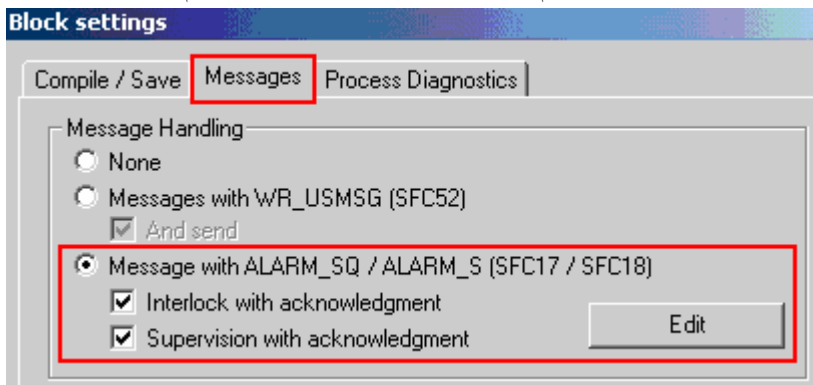 Block settings
Compile / Save Messages Process Diagnostics
Message Handling
None
Messages with WR_USMSG (SFC52)
And send
Message with ALARM_SQ / ALARM_S (SFC17 / SFC18)
Interlock with acknowledgment
Supervision with acknowledgment
Edit